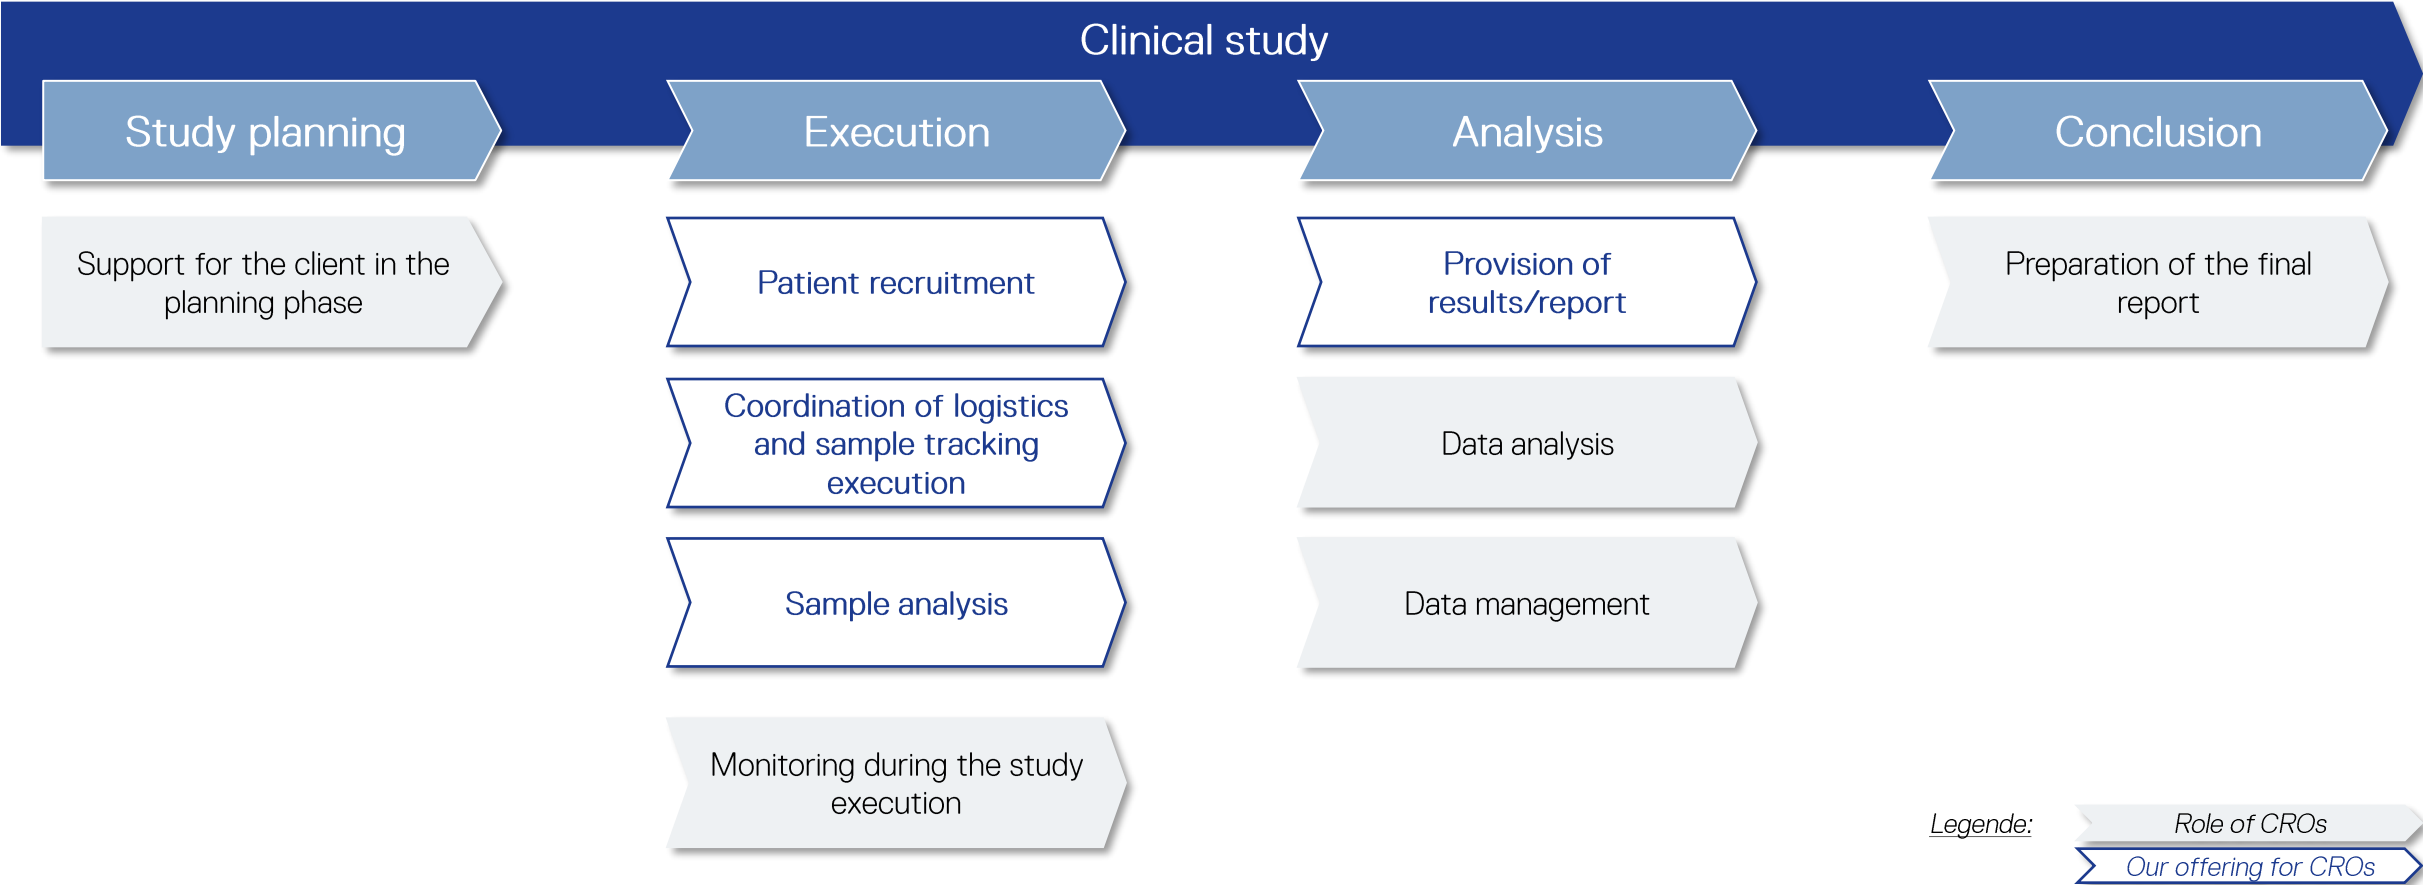 Clinical study
Study planning
Execution
Analysis
Conclusion
Support for the client in the
planning phase
Patient recruitment
Coordination of logistics
and sample tracking
execution
Sample analysis
Monitoring during the study
execution
Provision of
results/report
Data analysis
Data management
Preparation of the final
report
Legende:
Role of CROs
Our offering for CROs